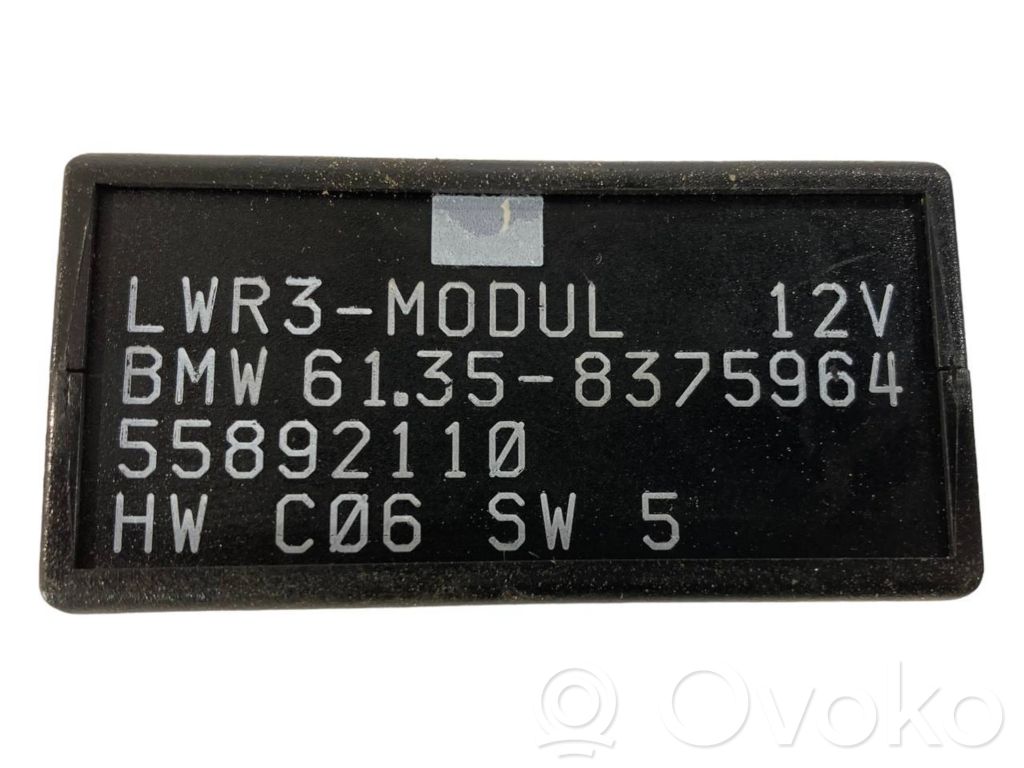 LWR3-MODUL 12V
BMW 61.35-8375964
55892110
HW C06 SW 5
Ovoko